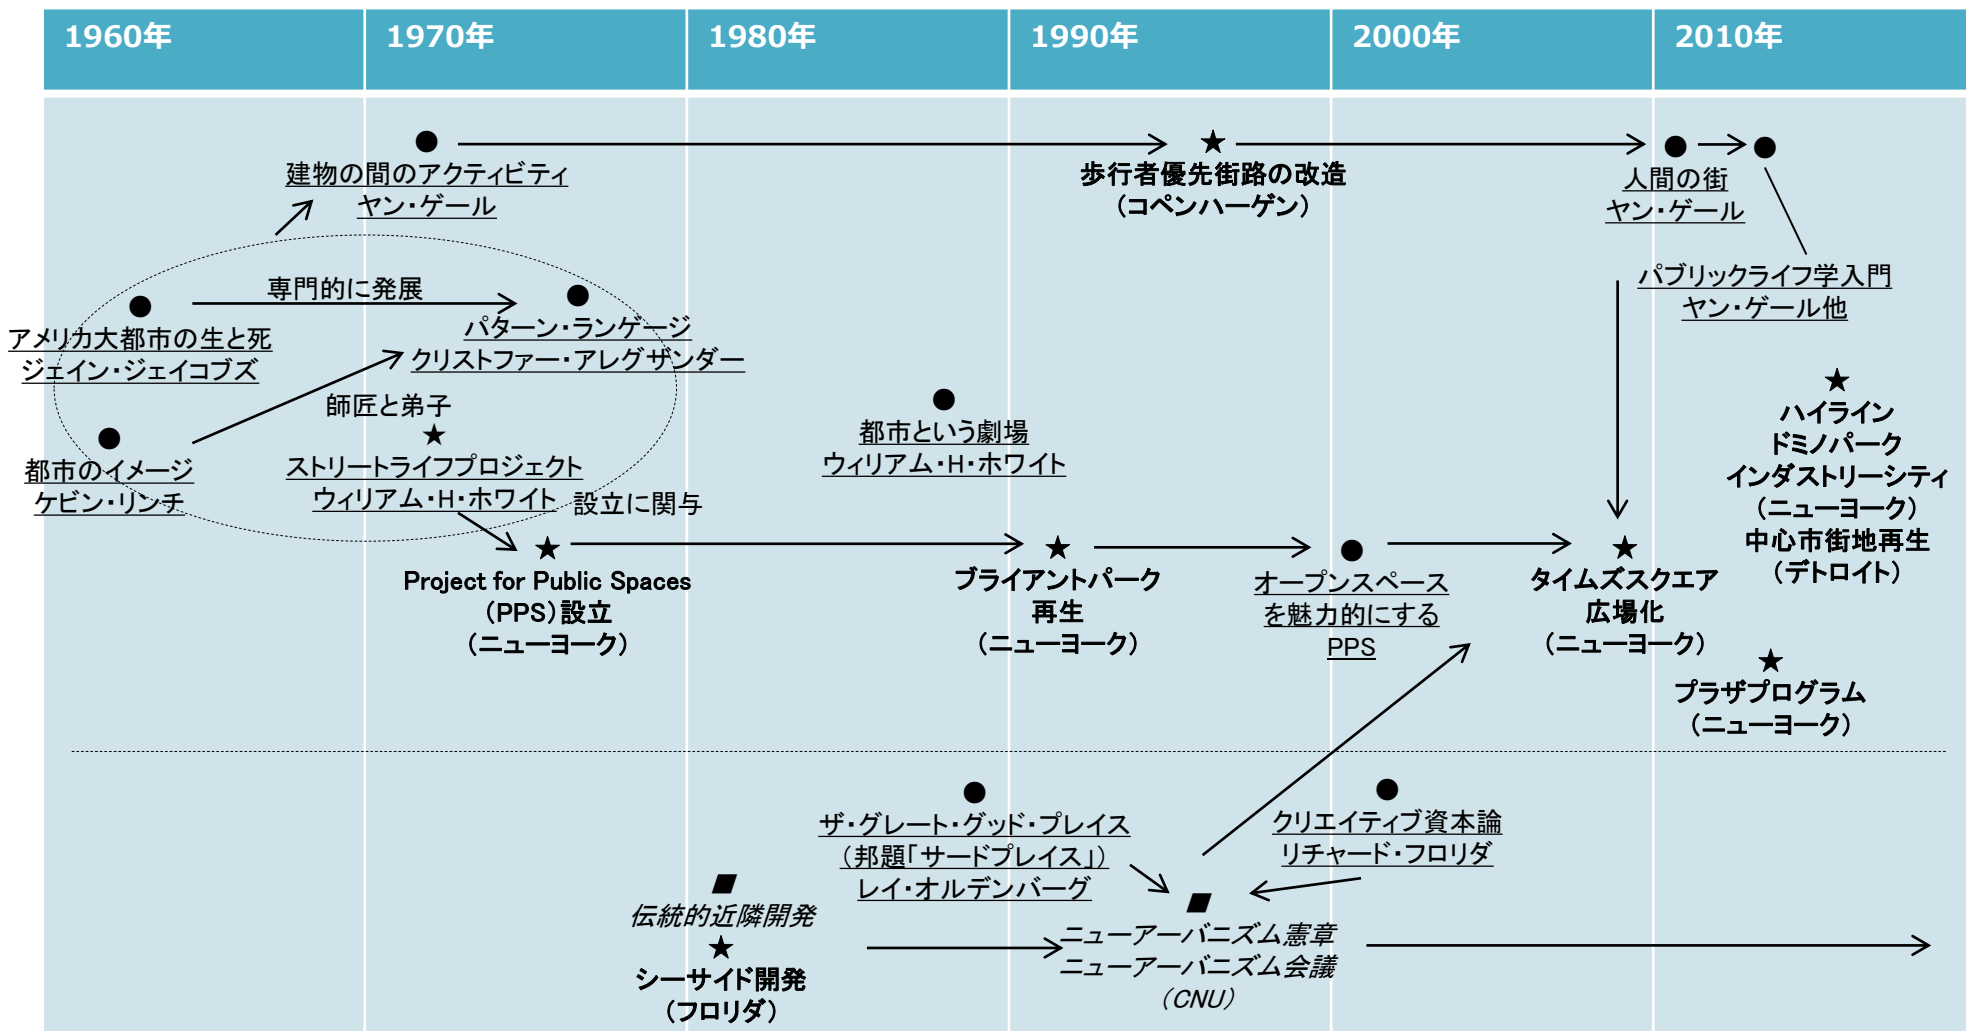 1960年
1970年
1980年
1990年
2000年
2010年
建物の間のアクティビティ
ヤン・ゲール
歩行者優先街路の改造
（コペンハーゲン）
人間の街
ヤン・ゲール
パブリックライフ学入門
ヤン・ゲール他
専門的に発展
アメリカ大都市の生と死
ジェイン・ジェイコブズ
パターン・ランゲージ
クリストファー・アレグザンダー
師匠と弟子
都市のイメージ
ケビン・リンチ
ストリートライフプロジェクト
ウィリアム・H・ホワイト
設立に関与
都市という劇場
ウィリアム・H・ホワイト
ハイライン
ドミノパーク
インダストリーシティ
（ニューヨーク）
中心市街地再生
（デトロイト）
Project for Public Spaces
（PPS）設立
（ニューヨーク）
ブライアントパーク
再生
（ニューヨーク）
オープンスペース
を魅力的にする
PPS
タイムズスクエア
広場化
（ニューヨーク）
プラザプログラム
（ニューヨーク）
ザ・グレート・グッド・プレイス
（邦題「サードプレイス」）
レイ・オルデンバーグ
クリエイティブ資本論
リチャード・フロリダ
伝統的近隣開発
シーサイド開発
（フロリダ）
ニューアーバニズム憲章
ニューアーバニズム会議
（CNU）